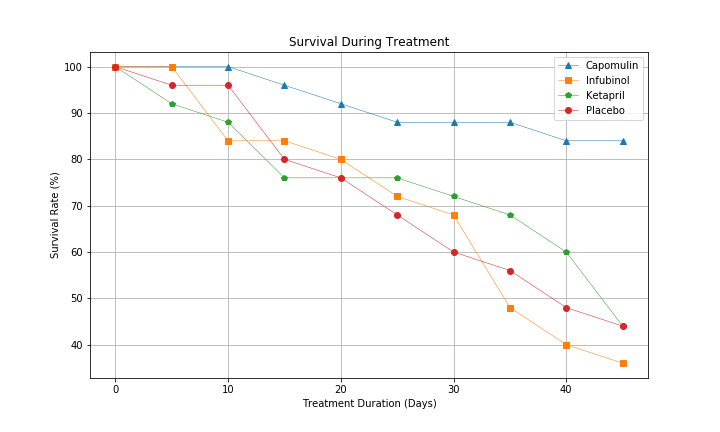 Survival During Treatment
Capomulin
Infubinol
Ketapril
Placebo
Survival Rate (%)
100
90
80
70
60
50
40
0 10 20 30 40
Treatment Duration (Days)